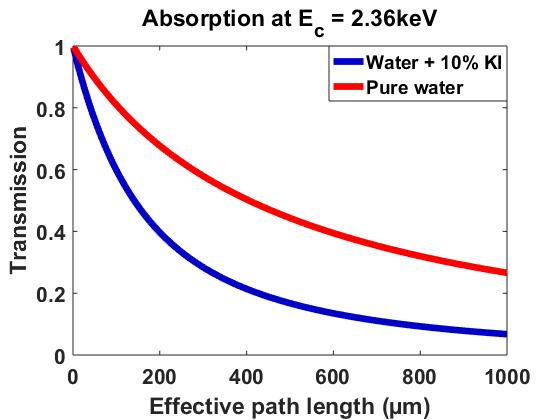 Absorption at Ec = 2.36keV
Water + 10% KI
Pure water
Transmission
1
0.8
0.6
0.4
0.2
0
0 200 400 600 800 1000
Effective path length (µm)